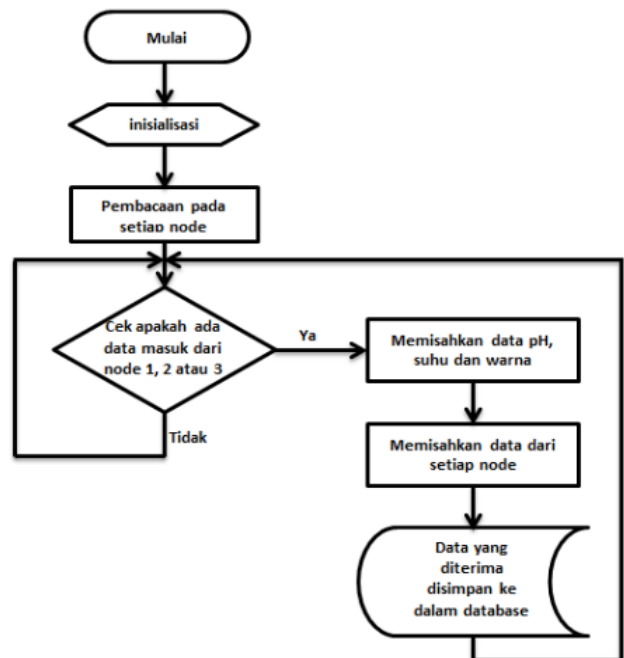 Mulai
inisialisasi
Pembacaan pada
setiap node
Cek apakah ada
data masuk dari
node 1, 2 atau 3
Ya
Tidak
Memisahkan data pH,
suhu dan warna
Memisahkan data dari
setiap node
Data yang
diterima
disimpan ke
dalam database